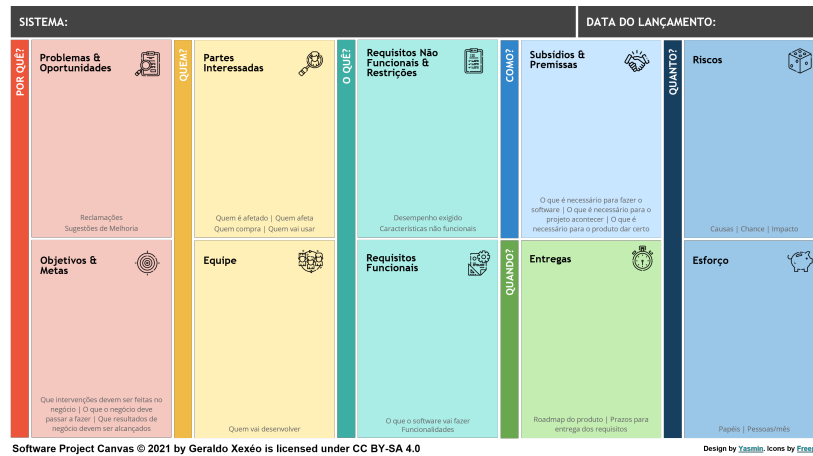 SISTEMA:
DATA DO LANÇAMENTO:
POR QUÊ?
Problemas &
Oportunidades
Reclamações
Sugestões de Melhoria
Objetivos &
Metas
Que intervenções devem ser feitas no
negócio | O que o negócio deve
passar a fazer | Que resultados de
negócio devem ser alcançados
QUEM?
Partes
Interessadas
Quem é afetado | Quem afeta
Quem compra | Quem vai usar
Equipe
Quem vai desenvolver
O QUÊ?
Requisitos Não
Funcionais &
Restrições
Desempenho exigido
Características não funcionais
Requisitos
Funcionais
O que o software vai fazer
Funcionalidades
COMO?
Subsídios &
Premissas
O que é necessário para fazer o
software | O que é necessário para o
projeto acontecer | O que é
necessário para o produto dar certo
QUANDO?
Entregas
Roadmap do produto | Prazos para
entrega dos requisitos
QUANTO?
Riscos
Causas | Chance | Impacto
Esforço
Papéis | Pessoas/mês
Software Project Canvas © 2021 by Geraldo Xexéo is licensed under CC BY-SA 4.0
Design by Yasmin. Icons by